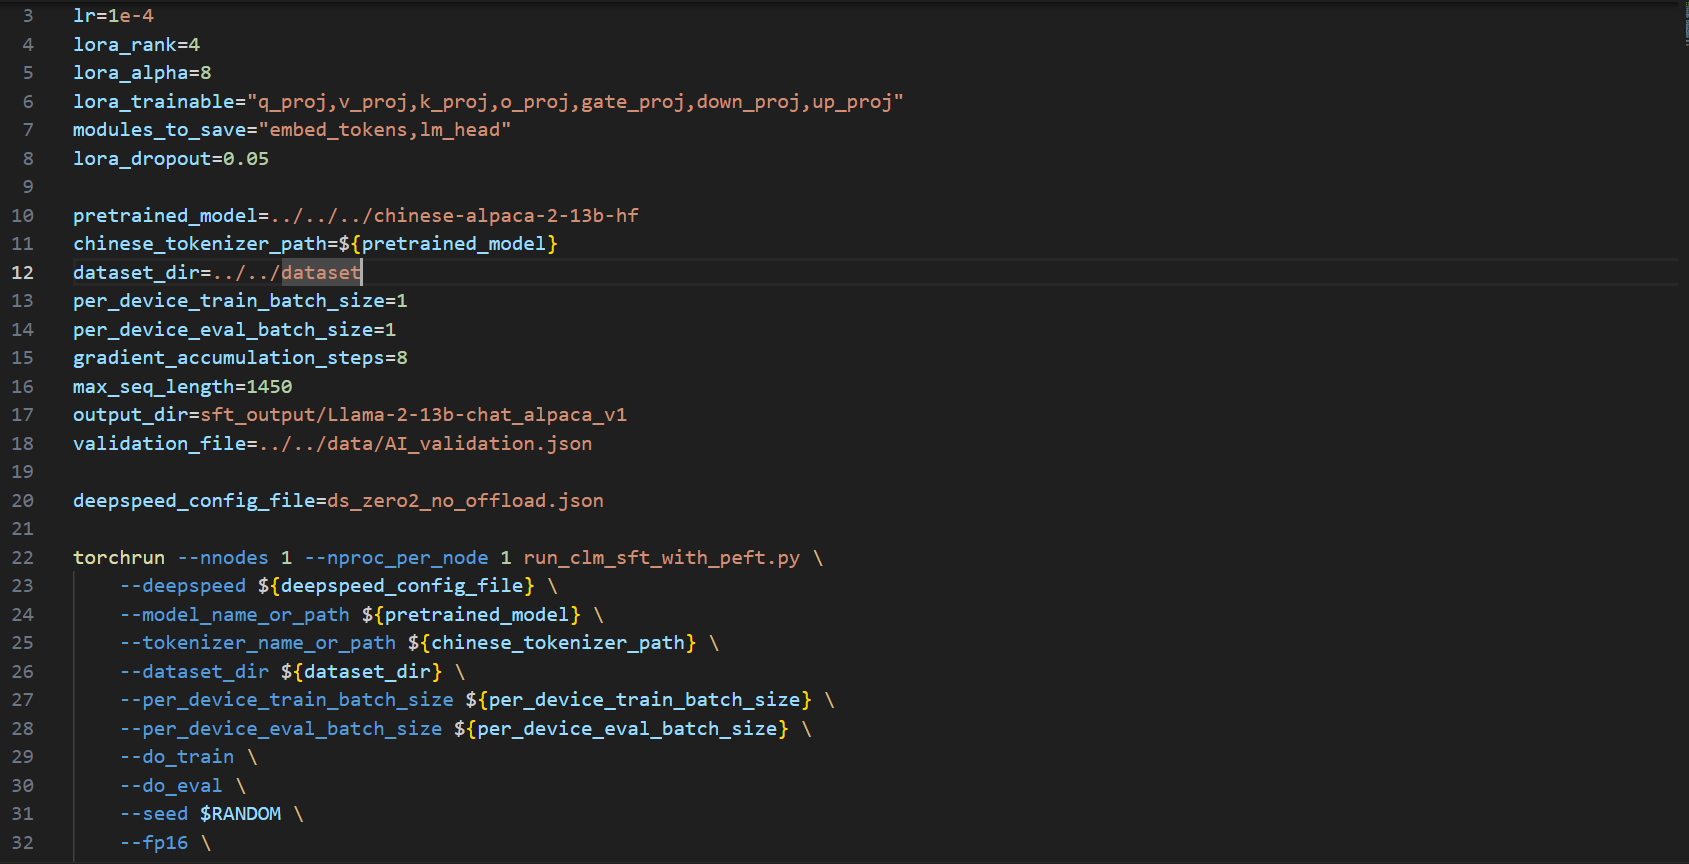 3 lr=1e-4
4 lora_rank=4
5 lora_alpha=8
6 lora_trainable="q_proj,v_proj,k_proj,o_proj,gate_proj,down_proj,up_proj"
7 modules_to_save="embed_tokens,lm_head"
8 lora_dropout=0.05
9
10 pretrained_model=../../../chinese-alpaca-2-13b-hf
11 chinese_tokenizer_path=${pretrained_model}
12 dataset_dir=../../dataset
13 per_device_train_batch_size=1
14 per_device_eval_batch_size=1
15 gradient_accumulation_steps=8
16 max_seq_length=1450
17 output_dir=sft_output/Llama-2-13b-chat_alpaca_v1
18 validation_file=../../data/AI_validation.json
19
20 deepspeed_config_file=ds_zero2_no_offload.json
21
22 torchrun --nnodes 1 --nproc_per_node 1 run_clm_sft_with_peft.py \
23 --deepspeed ${deepspeed_config_file} \
24 --model_name_or_path ${pretrained_model} \
25 --tokenizer_name_or_path ${chinese_tokenizer_path} \
26 --dataset_dir ${dataset_dir} \
27 --per_device_train_batch_size ${per_device_train_batch_size} \
28 --per_device_eval_batch_size ${per_device_eval_batch_size} \
29 --do_train \
30 --do_eval \
31 --seed $RANDOM \
32 --fp16 \